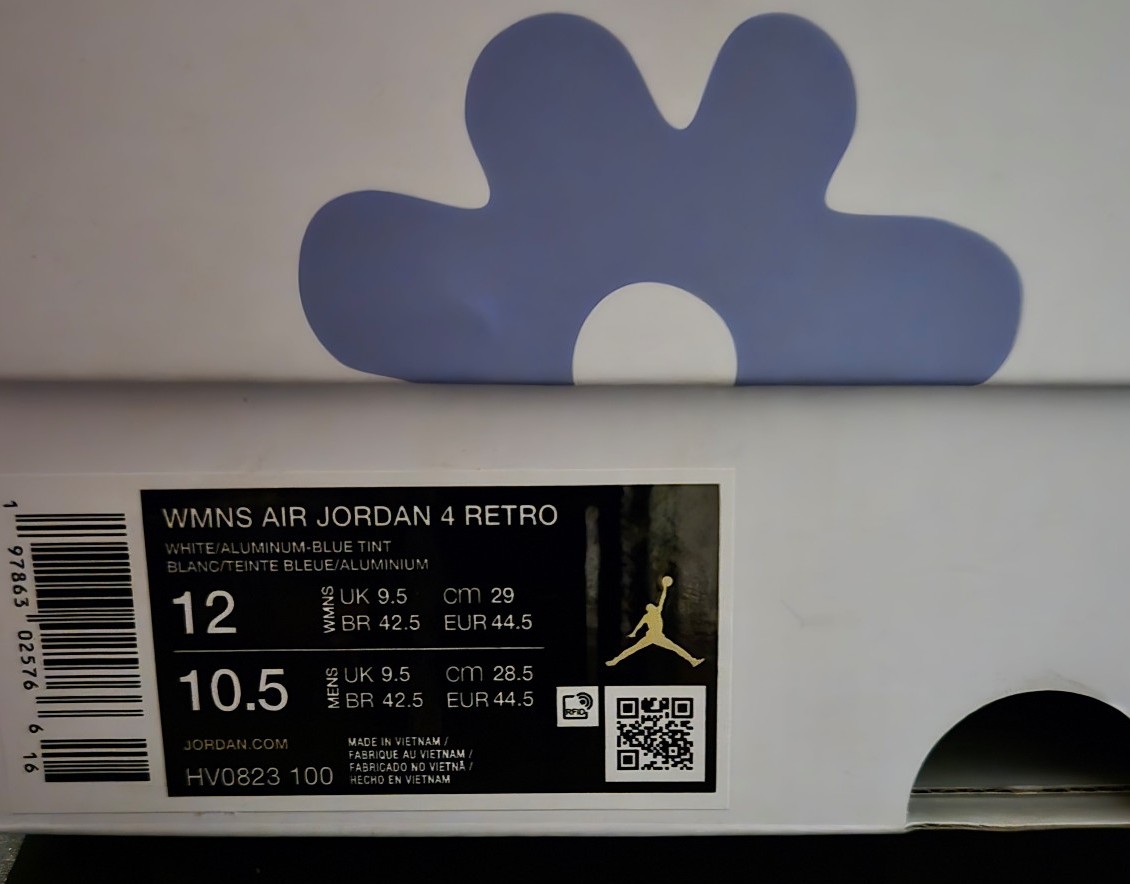 WMNS AIR JORDAN 4 RETRO
WHITE/ALUMINUM-BLUE TINT
BLANC/TEINTE BLEUE/ALUMINIUM
12 WMNS UK 9.5 cm 29
BR 42.5 EUR 44.5
10.5 MENS UK 9.5 cm 28.5
BR 42.5 EUR 44.5
RFID
JORDAN.COM
HV0823 100
MADE IN VIETNAM /
FABRIQUE AU VIETNAM /
FABRICADO NO VIETNÃ /
HECHO EN VIETNAM
1 97863 02576 6 16